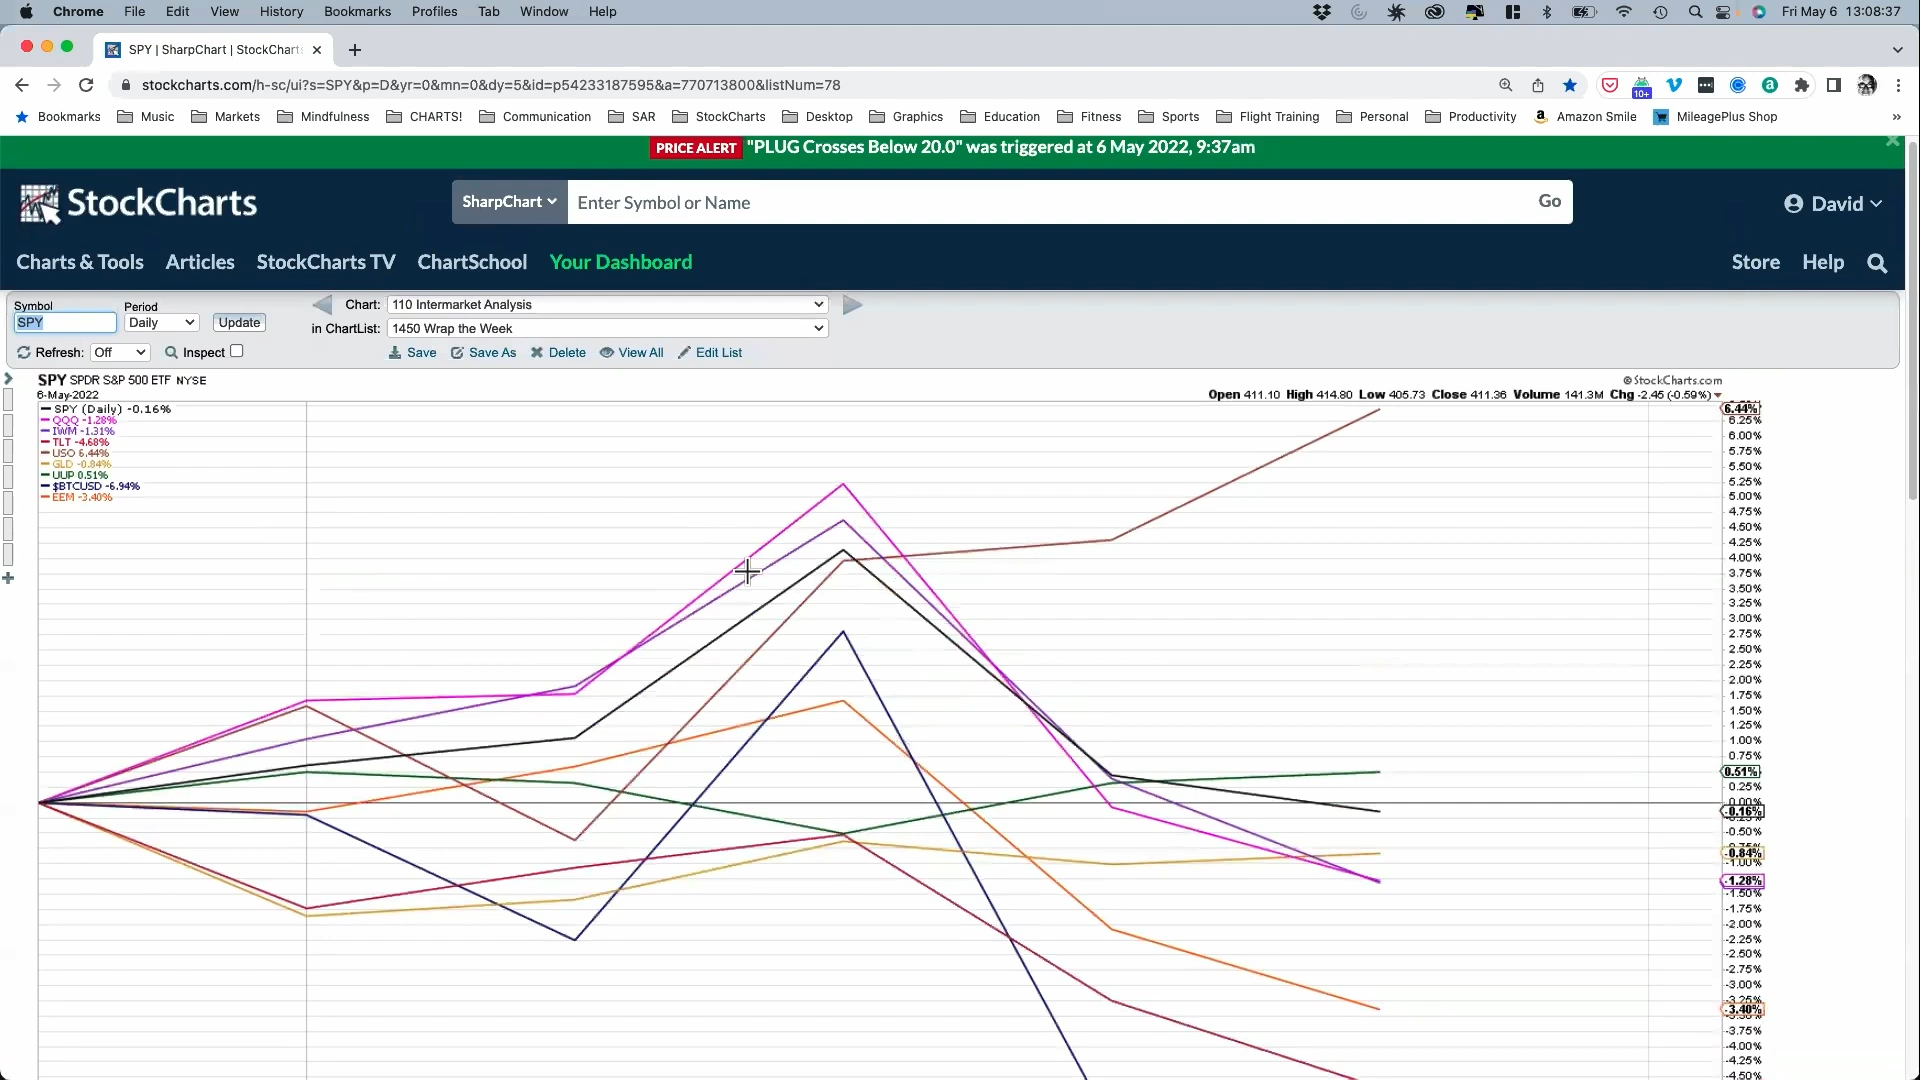 Chrome File Edit View History Bookmarks Profiles Tab Window Help Fri May 6 13:08:37
SPY | SharpChart | StockChart
stockcharts.com/h-sc/ui?s=SPY&p=D&yr=0&mn=0&dy=5&id=p54233187595&a=770713800&listNum=78
10+
Bookmarks Music Markets Mindfulness CHARTS! Communication SAR StockCharts Desktop Graphics Education Fitness Sports Flight Training Personal Productivity Amazon Smile MileagePlus Shop »
PRICE ALERT "PLUG Crosses Below 20.0" was triggered at 6 May 2022, 9:37am
StockCharts SharpChart Enter Symbol or Name Go David
Charts & Tools Articles StockCharts TV ChartSchool Your Dashboard Store Help
Symbol Period Chart: 110 Intermarket Analysis
SPY Daily Update in ChartList: 1450 Wrap the Week
Refresh: Off Inspect Save Save As Delete View All Edit List
SPY SPDR S&P 500 ETF NYSE © StockCharts.com
6-May-2022 Open 411.10 High 414.80 Low 405.73 Close 411.36 Volume 141.3M Chg -2.45 (-0.59%)
SPY (Daily) -0.16%
QQQ -1.28%
IWM -1.31%
TLT -4.68%
USO 6.44%
GLD -0.84%
UUP 0.51%
$BTCUSD -6.94%
EEM -3.40%
6.44%
6.25%
6.00%
5.75%
5.50%
5.25%
5.00%
4.75%
4.50%
4.25%
4.00%
3.75%
3.50%
3.25%
3.00%
2.75%
2.50%
2.25%
2.00%
1.75%
1.50%
1.25%
1.00%
0.75%
0.51%
0.25%
0.00%
-0.16%
-0.50%
-0.84%
-1.00%
-1.28%
-1.50%
-1.75%
-2.00%
-2.25%
-2.50%
-2.75%
-3.00%
-3.25%
-3.40%
-3.75%
-4.00%
-4.25%
-4.50%